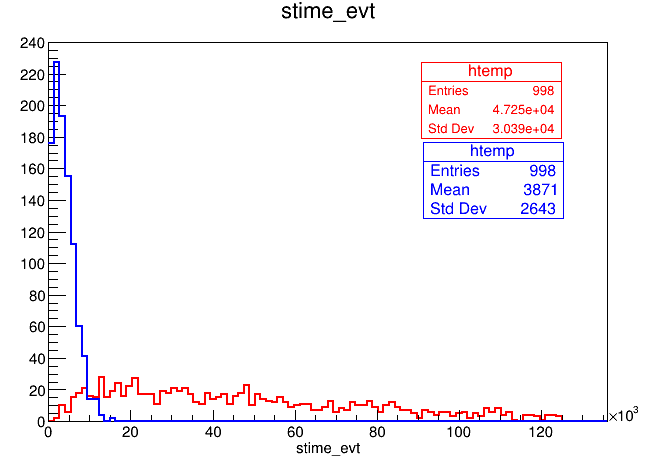 stime_evt
240
220
200
180
160
140
120
100
80
60
40
20
0
htemp
Entries 998
Mean 4.725e+04
Std Dev 3.039e+04
htemp
Entries 998
Mean 3871
Std Dev 2643
0 20 40 60 80 100 120 ×10³
stime_evt